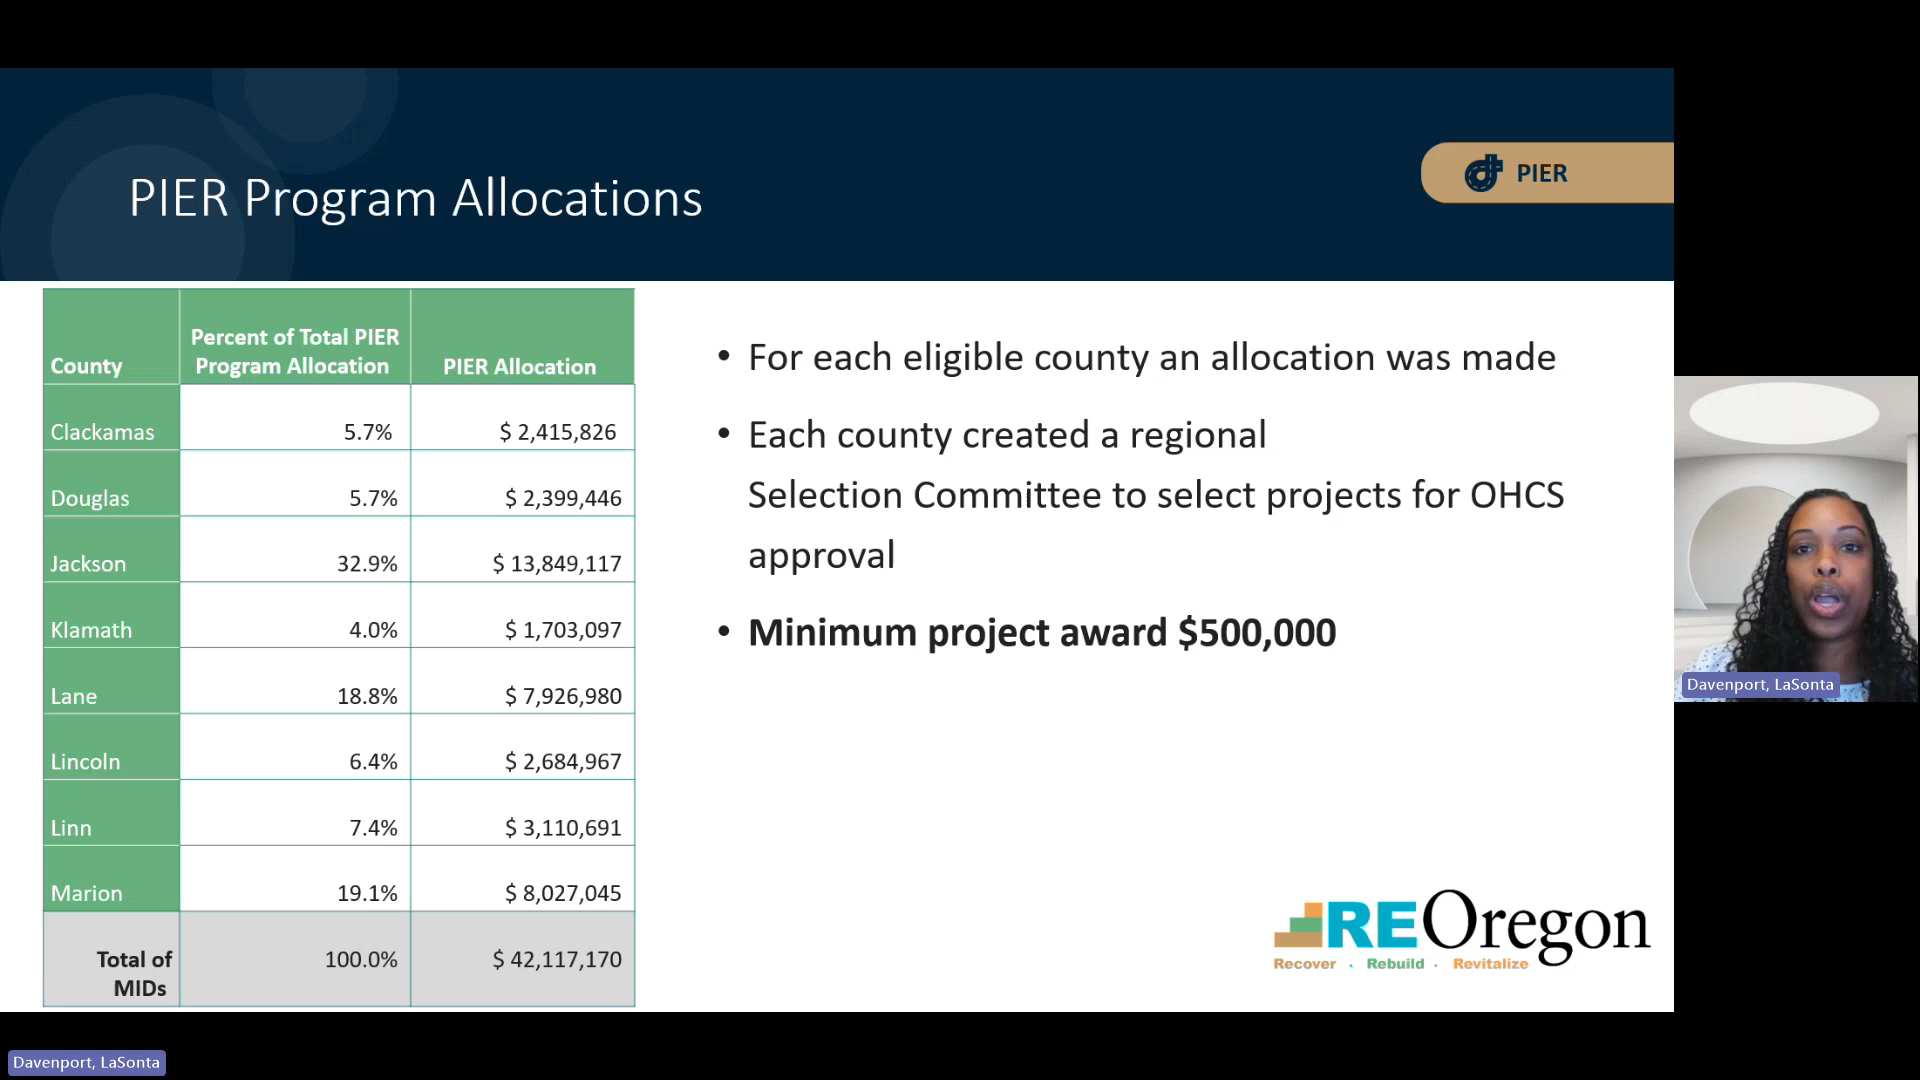 PIER Program Allocations
PIER
County Percent of Total PIER Program Allocation PIER Allocation
Clackamas 5.7% $ 2,415,826
Douglas 5.7% $ 2,399,446
Jackson 32.9% $ 13,849,117
Klamath 4.0% $ 1,703,097
Lane 18.8% $ 7,926,980
Lincoln 6.4% $ 2,684,967
Linn 7.4% $ 3,110,691
Marion 19.1% $ 8,027,045
Total of MIDs 100.0% $ 42,117,170
• For each eligible county an allocation was made
• Each county created a regional
Selection Committee to select projects for OHCS
approval
• Minimum project award $500,000
REOregon
Recover . Rebuild . Revitalize
Davenport, LaSonta
Davenport, LaSonta